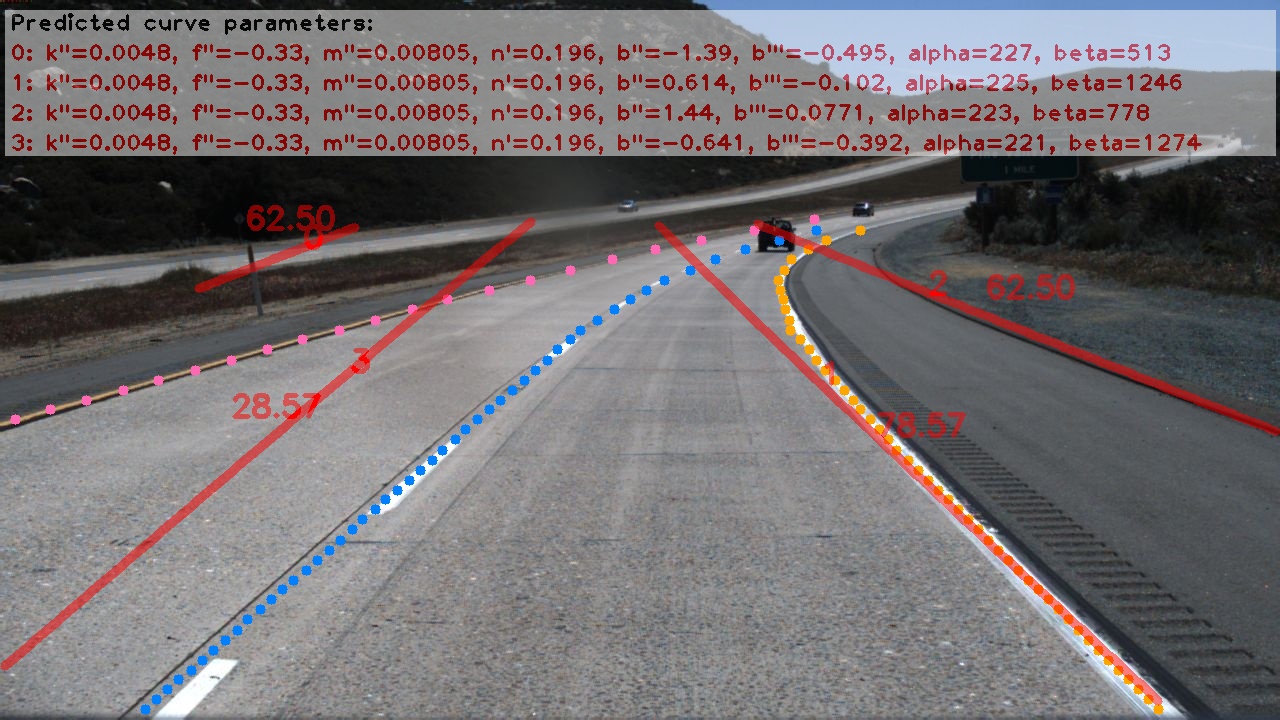 Predicted curve parameters:
0: k''=0.0048, f''=−0.33, m''=0.00805, n'=0.196, b''=−1.39, b'''=−0.495, alpha=227, beta=513
1: k''=0.0048, f''=−0.33, m''=0.00805, n'=0.196, b''=0.614, b'''=−0.102, alpha=225, beta=1246
2: k''=0.0048, f''=−0.33, m''=0.00805, n'=0.196, b''=1.44, b'''=0.0771, alpha=223, beta=778
3: k''=0.0048, f''=−0.33, m''=0.00805, n'=0.196, b''=−0.641, b'''=−0.392, alpha=221, beta=1274
1 MILE
62.50
0
2 62.50
3
1
28.57
78.57